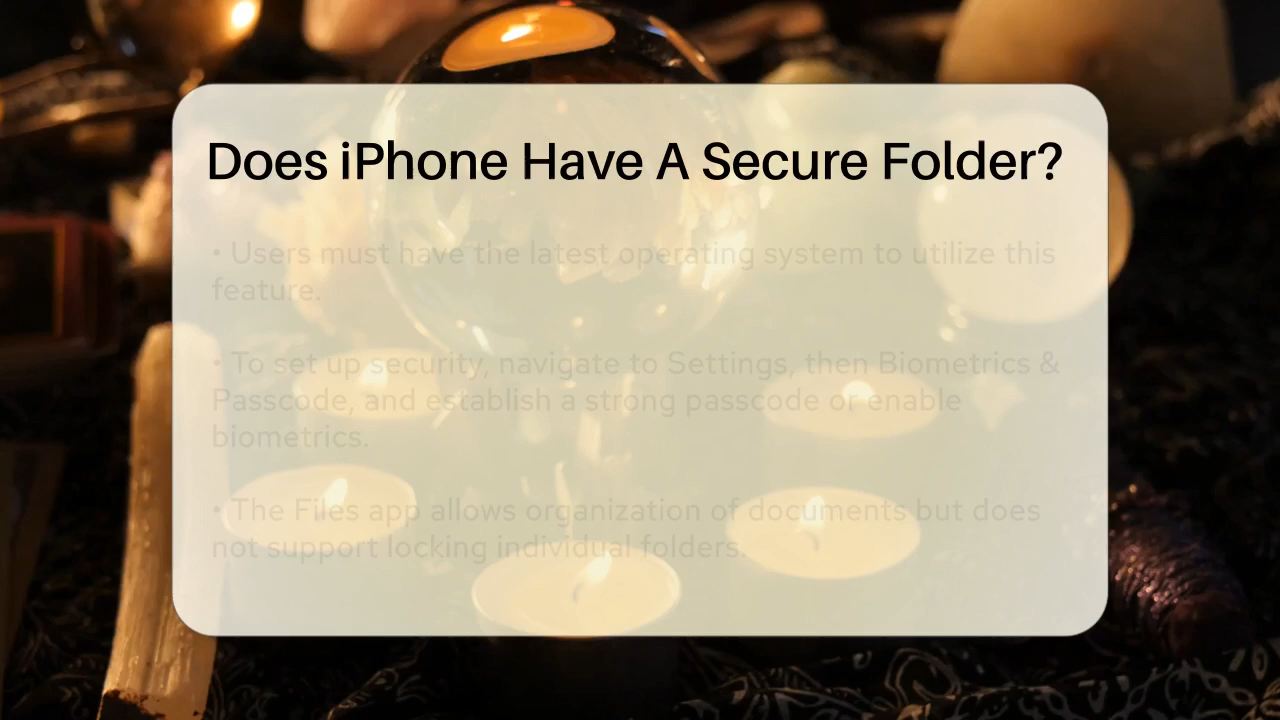 Does iPhone Have A Secure Folder?
• Users must have the latest operating system to utilize this
feature.
• To set up security, navigate to Settings, then Biometrics &
Passcode, and establish a strong passcode or enable
biometrics.
• The Files app allows organization of documents but does
not support locking individual folders.